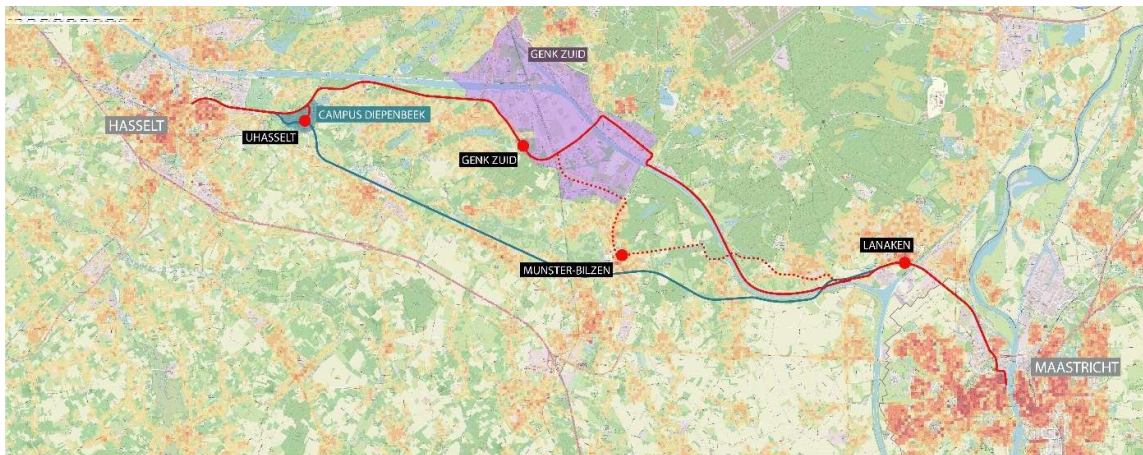 GENK ZUID
CAMPUS DIEPENBEEK
HASSELT
UHASSELT
GENK ZUID
LANAKEN
MUNSTER-BILZEN
MAASTRICHT